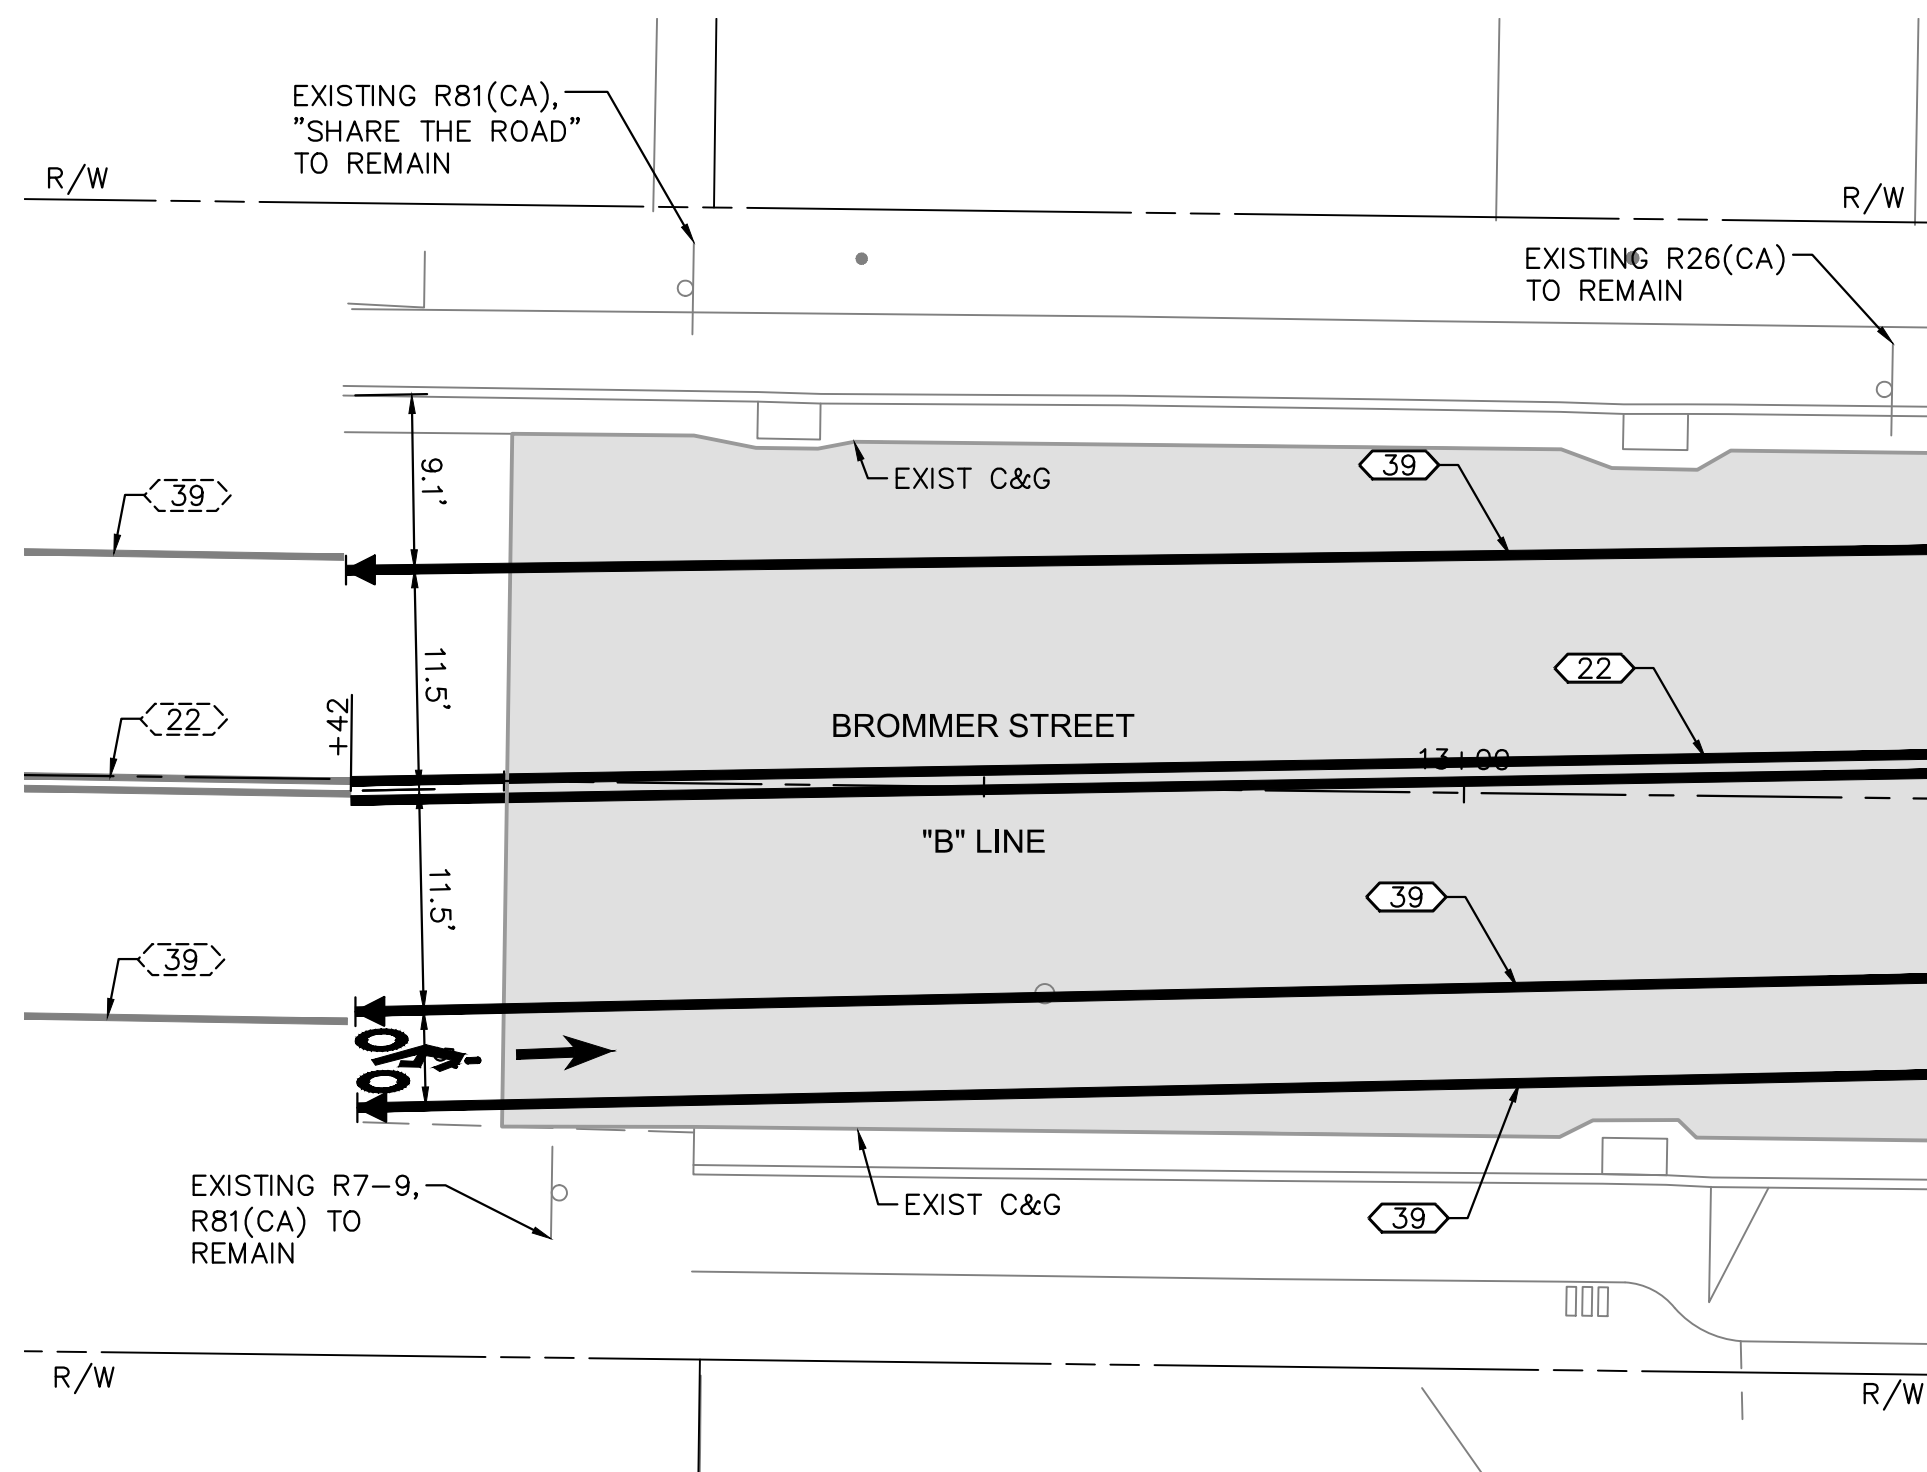 EXISTING R81(CA),
"SHARE THE ROAD"
TO REMAIN
R/W
R/W
EXISTING R26(CA)
TO REMAIN
9.1'
EXIST C&G
39
39
11.5'
22
22
+42
BROMMER STREET
13+00
"B" LINE
11.5'
39
39
EXISTING R7-9,
R81(CA) TO
REMAIN
EXIST C&G
39
R/W
R/W